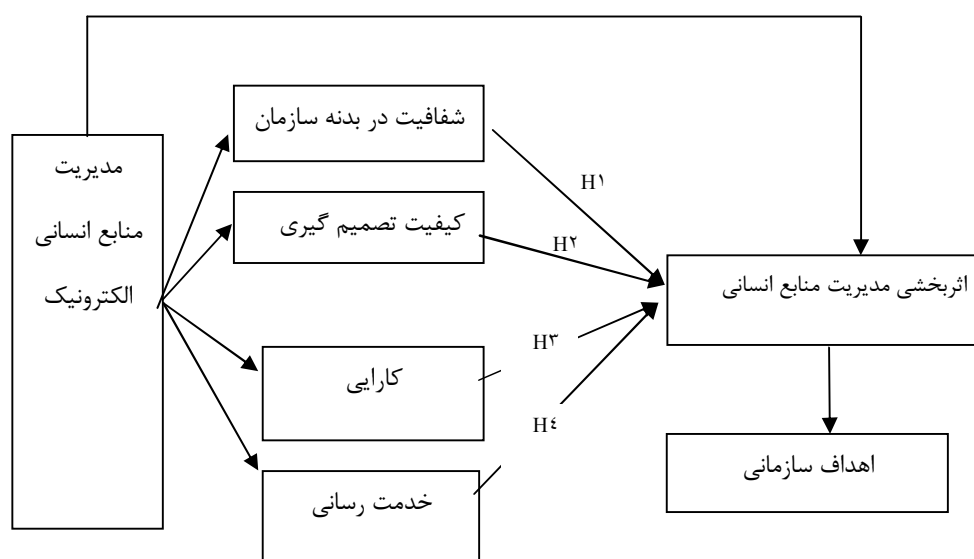 شفافیت در بدنه سازمان
مدیریت
منابع انسانی
الکترونیک
H۱
کیفیت تصمیم گیری
H۲
اثربخشی مدیریت منابع انسانی
H۳
کارایی
H٤
اهداف سازمانی
خدمت رسانی